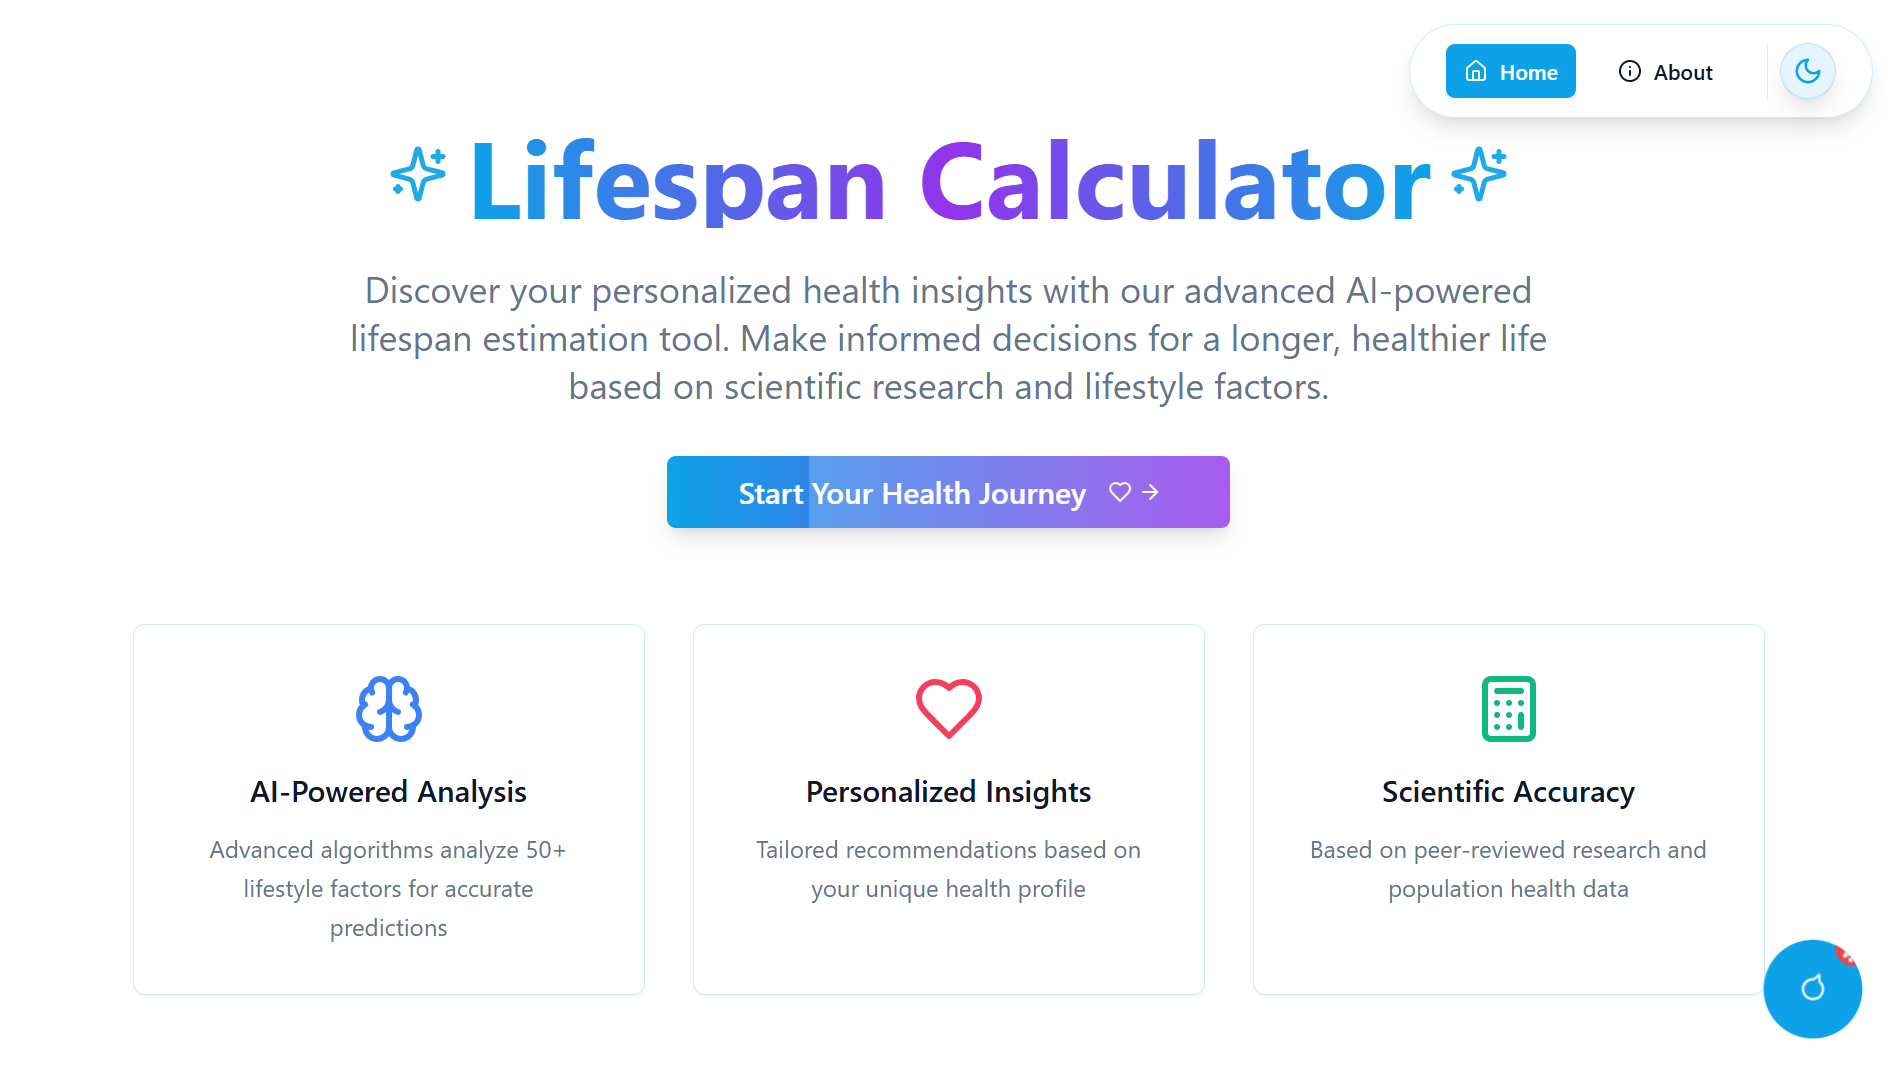 Home
About
Lifespan Calculator
Discover your personalized health insights with our advanced AI-powered
lifespan estimation tool. Make informed decisions for a longer, healthier life
based on scientific research and lifestyle factors.
Start Your Health Journey
AI-Powered Analysis
Advanced algorithms analyze 50+
lifestyle factors for accurate
predictions
Personalized Insights
Tailored recommendations based on
your unique health profile
Scientific Accuracy
Based on peer-reviewed research and
population health data